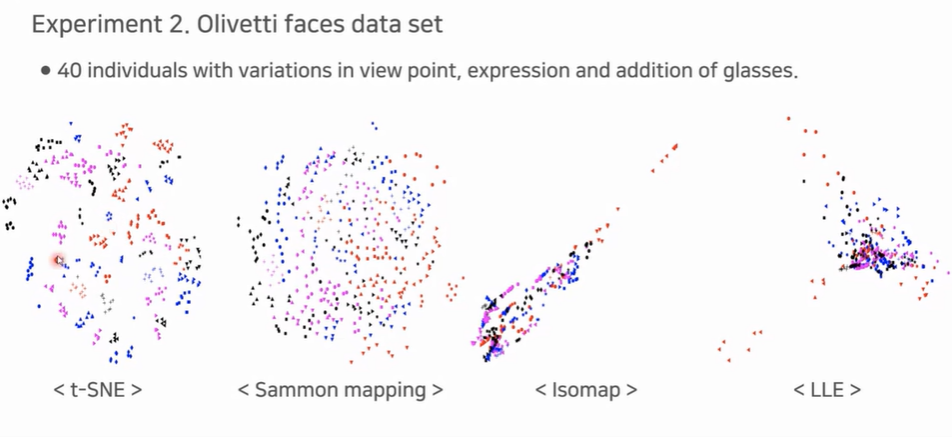 Experiment 2. Olivetti faces data set
● 40 individuals with variations in view point, expression and addition of glasses.
< t-SNE >
< Sammon mapping >
< Isomap >
< LLE >